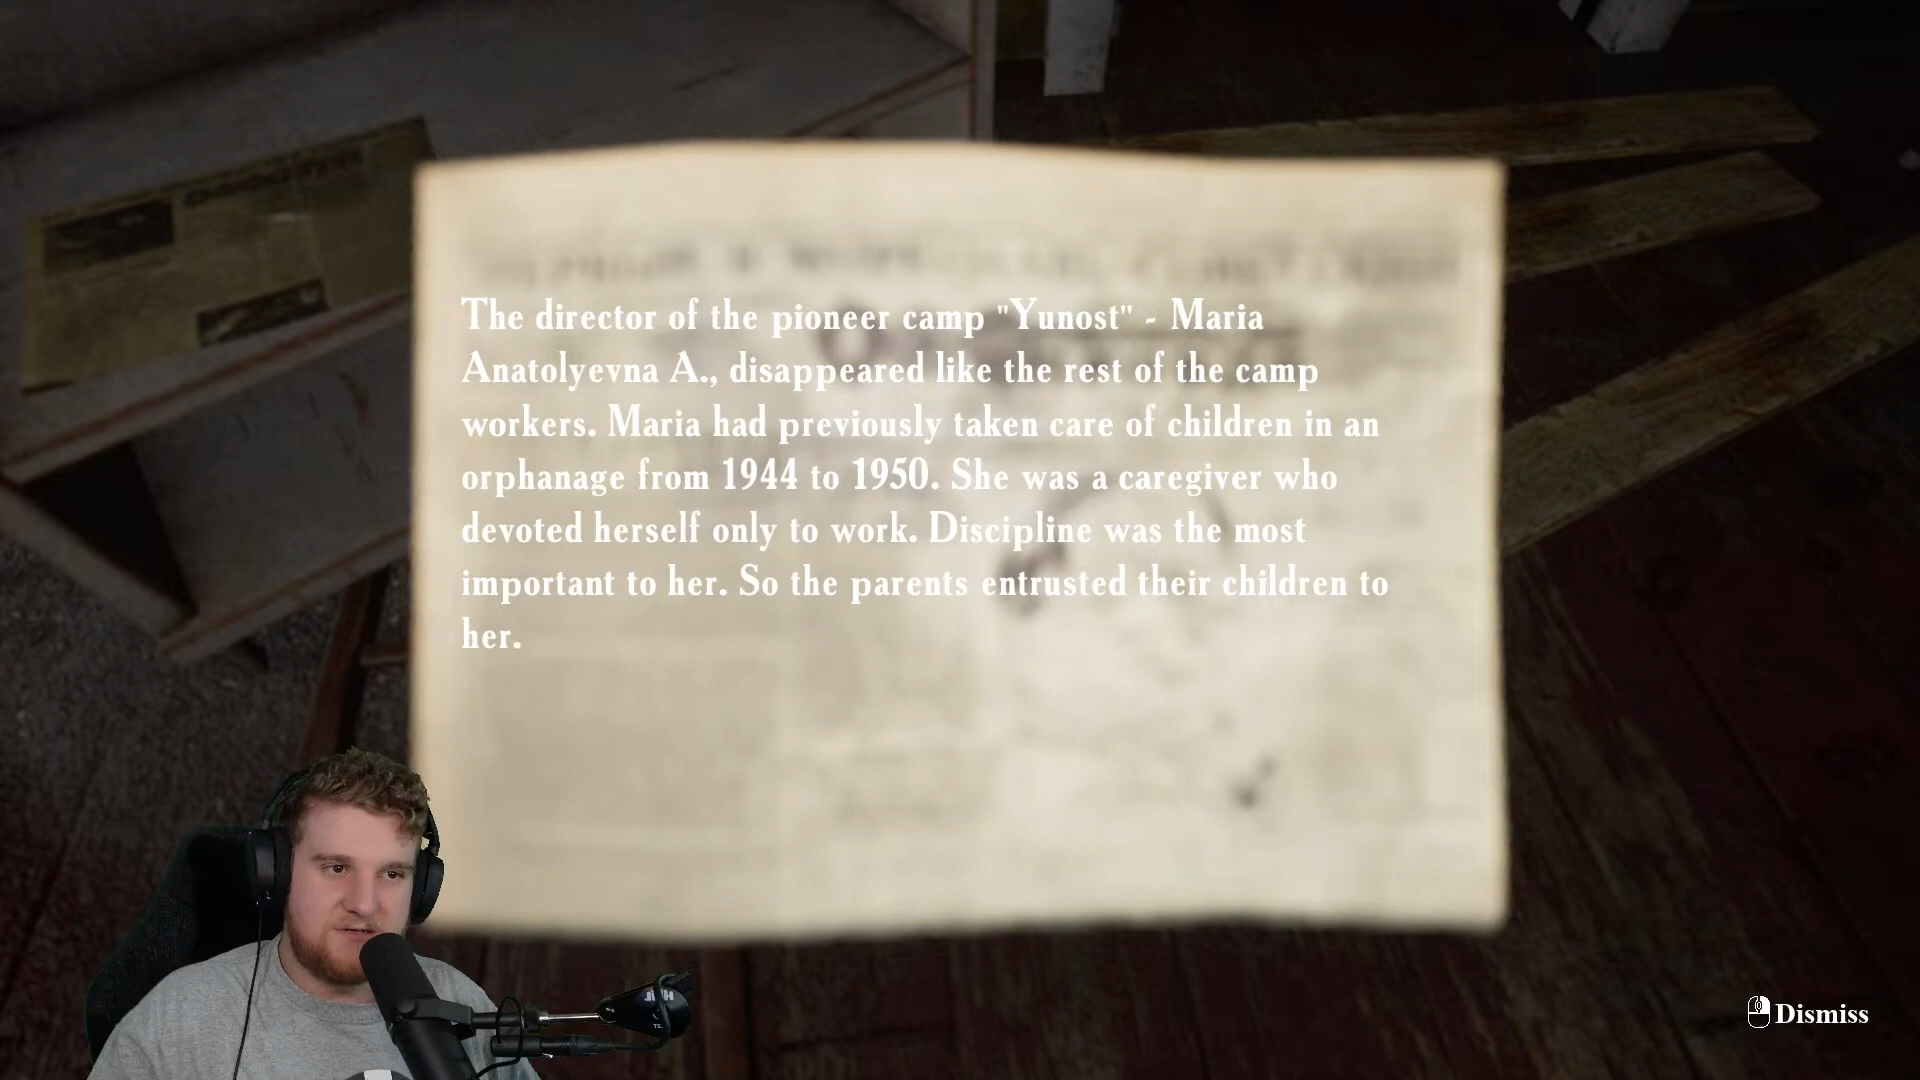 The director of the pioneer camp "Yunost" - Maria
Anatolyevna A., disappeared like the rest of the camp
workers. Maria had previously taken care of children in an
orphanage from 1944 to 1950. She was a caregiver who
devoted herself only to work. Discipline was the most
important to her. So the parents entrusted their children to
her.
Dismiss